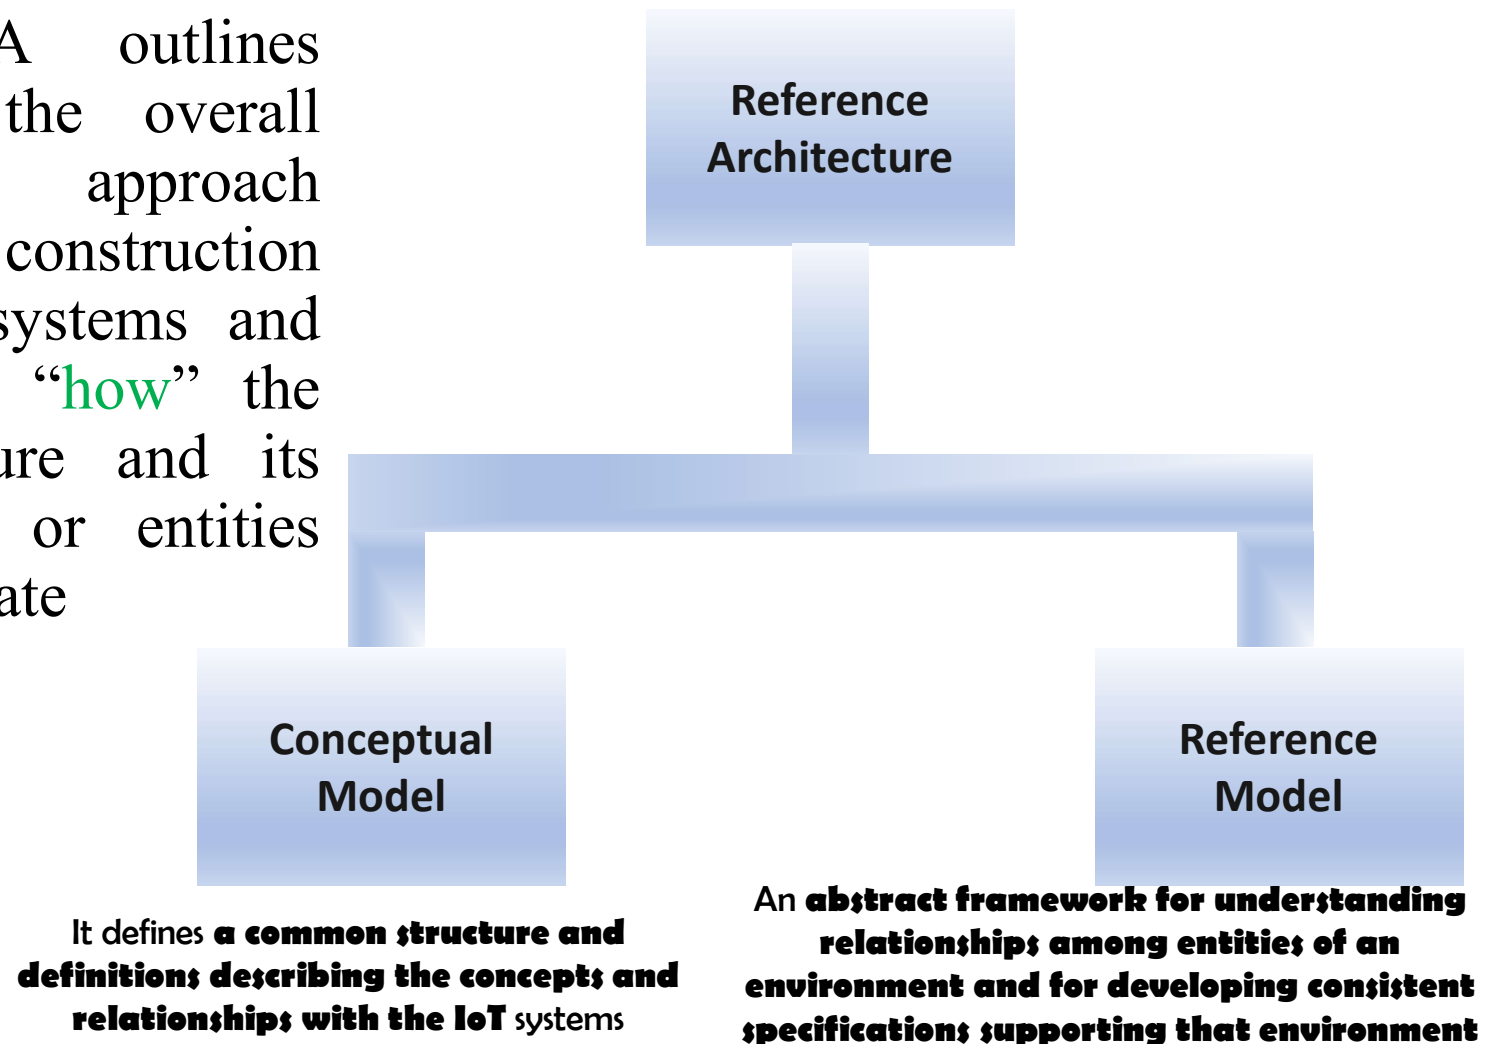 A outlines
the overall
approach
construction
systems and
“how” the
ure and its
or entities
ate
Reference
Architecture
Conceptual
Model
Reference
Model
It defines a common structure and
definitions describing the concepts and
relationships with the IoT systems
An abstract framework for understanding
relationships among entities of an
environment and for developing consistent
specifications supporting that environment